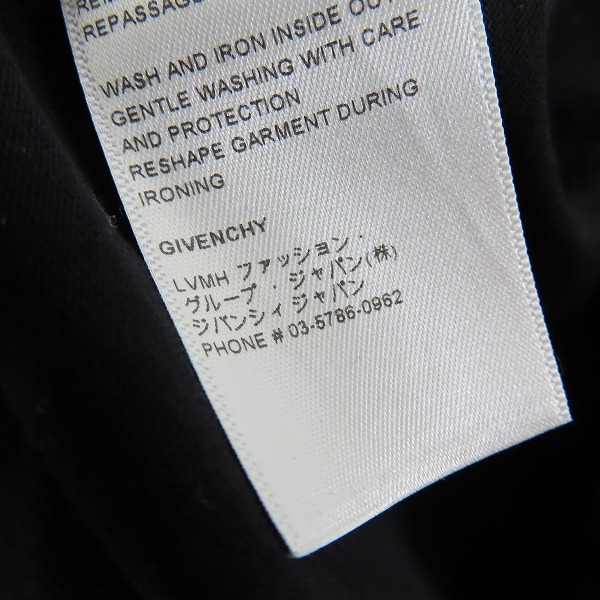 REPASSAGE
WASH AND IRON INSIDE OUT
GENTLE WASHING WITH CARE
AND PROTECTION
RESHAPE GARMENT DURING
IRONING
GIVENCHY
LVMH ファッション・
グループ・ジャパン(株)
ジバンシィ ジャパン
PHONE # 03-5786-0962